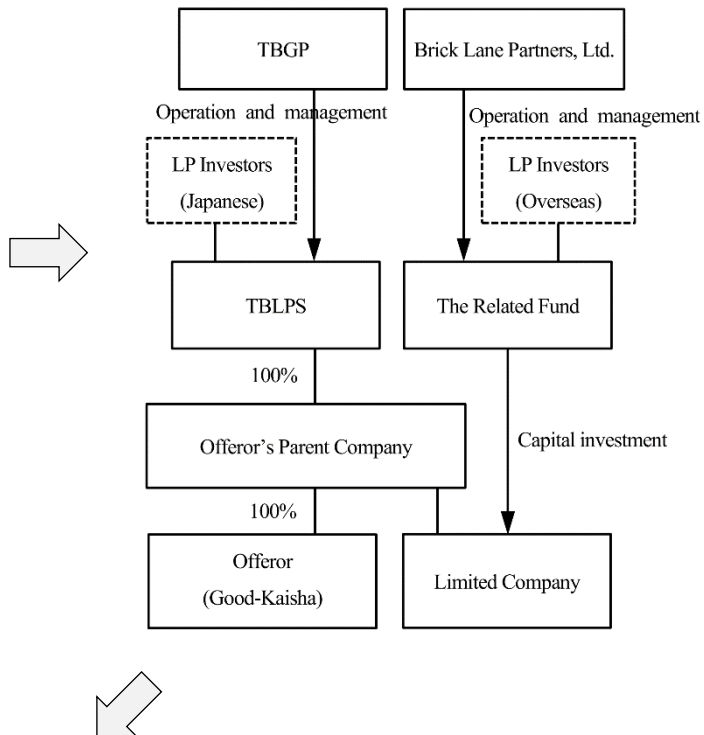 TBGP
Brick Lane Partners, Ltd.
Operation and management
Operation and management
LP Investors
(Japanese)
LP Investors
(Overseas)
TBLPS
The Related Fund
100%
Offeror's Parent Company
Capital investment
100%
Offeror
(Good-Kaisha)
Limited Company